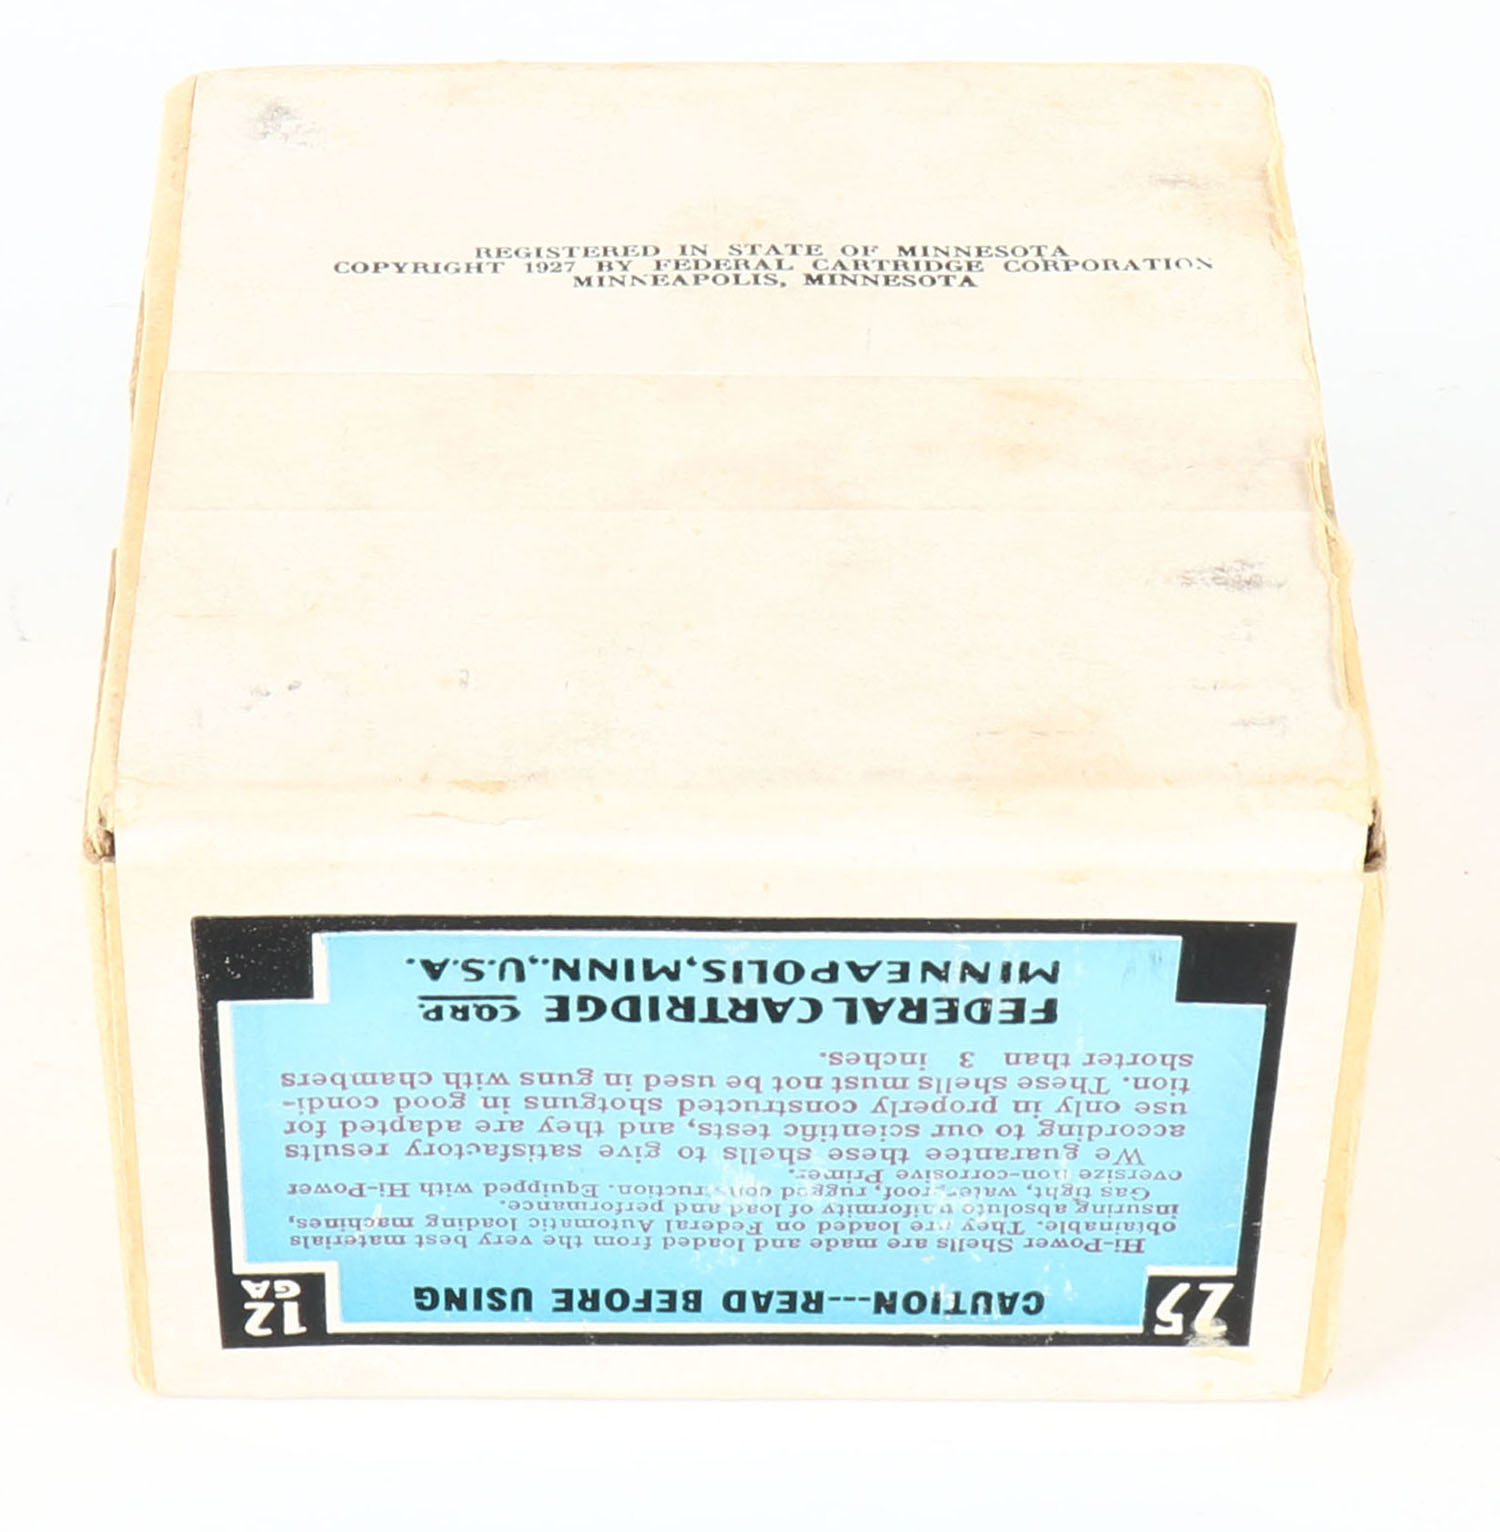 REGISTERED IN STATE OF MINNESOTA
COPYRIGHT 1927 BY FEDERAL CARTRIDGE CORPORATION
MINNEAPOLIS, MINNESOTA
25
12
GA
CAUTION---READ BEFORE USING
Hi-Power Shells are made and loaded from the very best materials
obtainable. They are loaded on Federal Automatic loading machines,
insuring absolute uniformity of load and performance.
Gas tight, waterproof, rugged construction. Equipped with Hi-Power
oversize non-corrosive Primer.
We guarantee these shells to give satisfactory results
according to our scientific tests, and they are adapted for
use only in properly constructed shotguns in good condi-
tion. These shells must not be used in guns with chambers
shorter than 3 inches.
FEDERAL CARTRIDGE CORP.
MINNEAPOLIS, MINN., U.S.A.